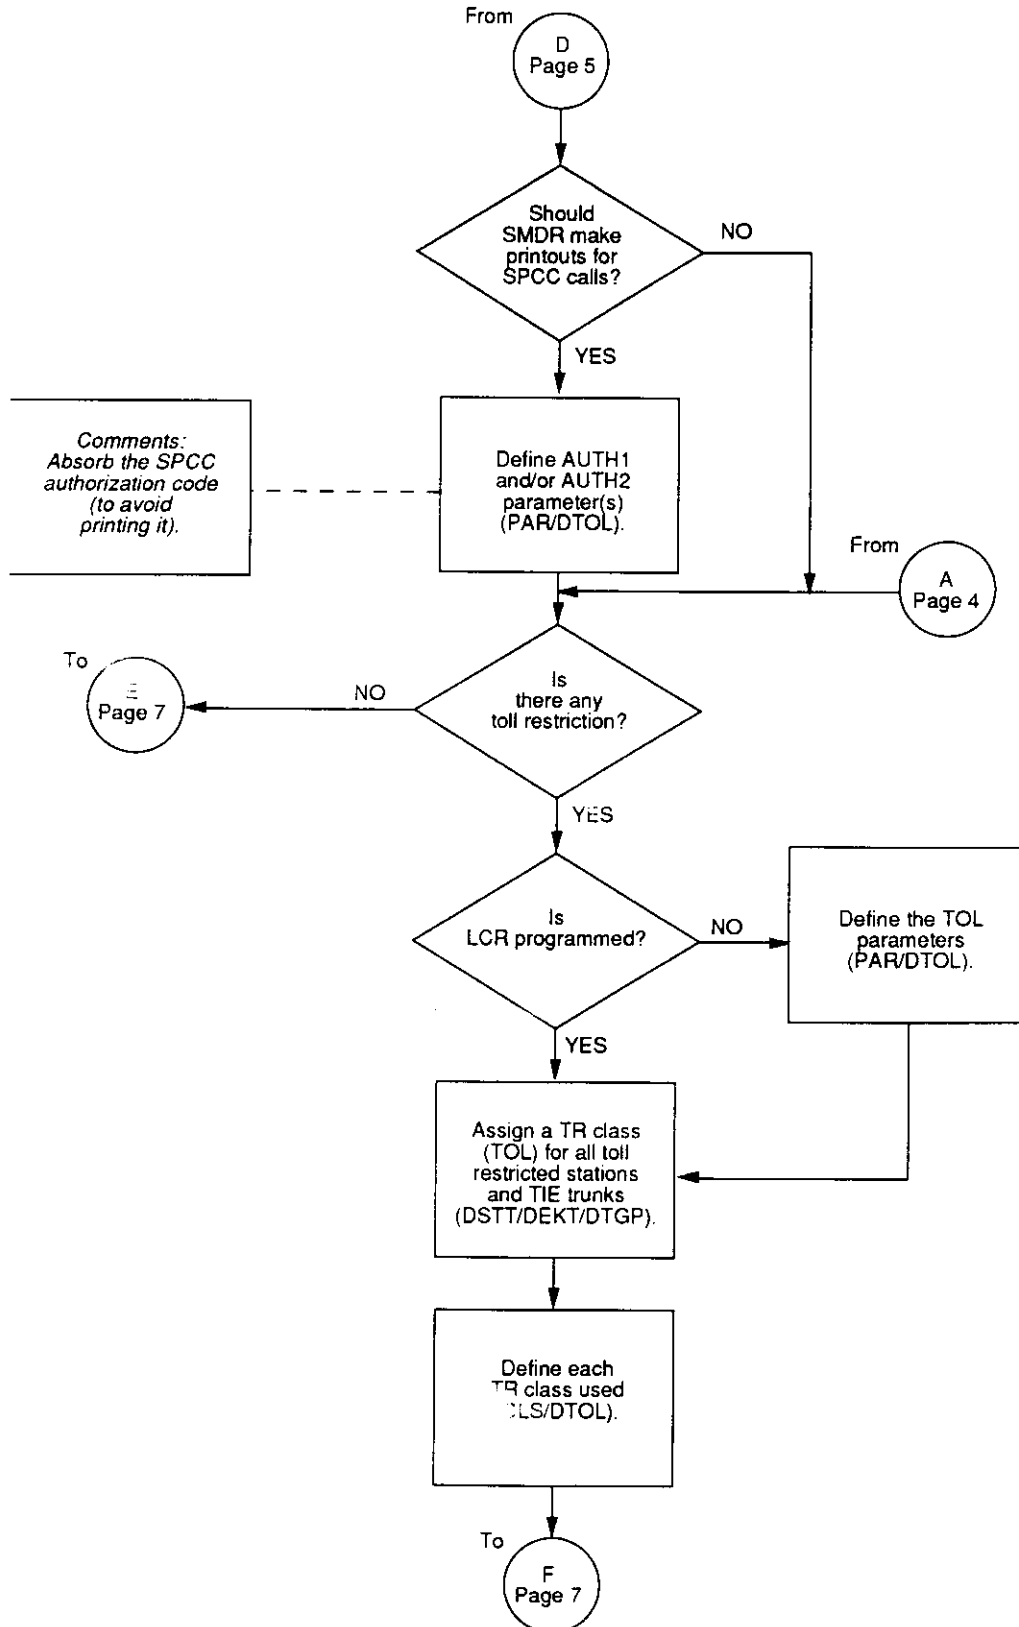 From
D
Page 5
Should
SMDR make
printouts for
SPCC calls?
NO
YES
Comments:
Absorb the SPCC
authorization code
(to avoid
printing it).
Define AUTH1
and/or AUTH2
parameter(s)
(PAR/DTOL).
From
A
Page 4
To
E
Page 7
NO
Is
there any
toll restriction?
YES
Is
LCR programmed?
NO
Define the TOL
parameters
(PAR/DTOL).
YES
Assign a TR class
(TOL) for all toll
restricted stations
and TIE trunks
(DSTT/DEKT/DTGP).
Define each
TR class used
(CLS/DTOL).
To
F
Page 7